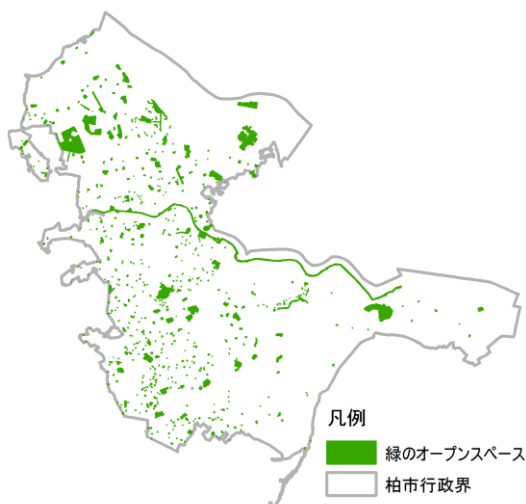 凡例
緑のオープンスペース
柏市行政界